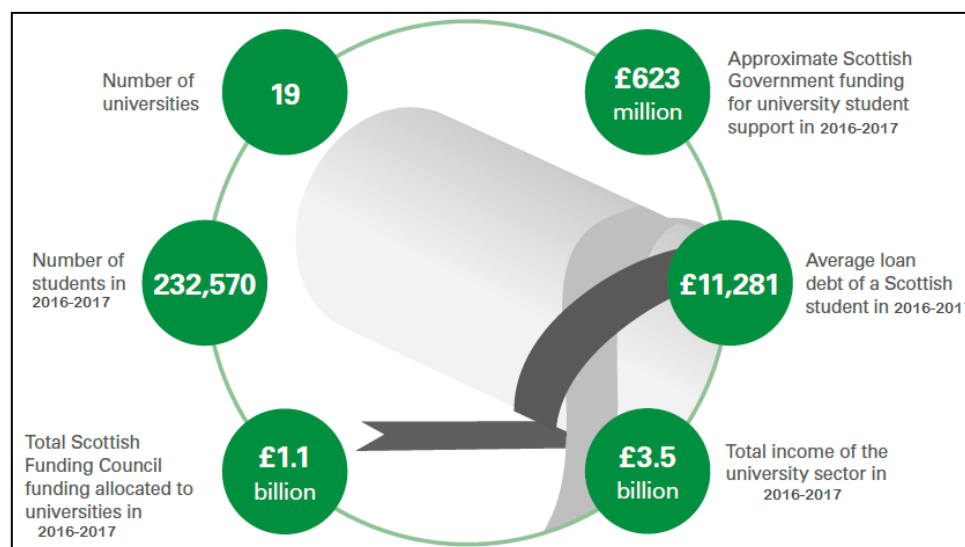 Number of
universities
19
£623
million
Approximate Scottish
Government funding
for university student
support in 2016-2017
Number of
students in
2016-2017
232,570
£11,281
Average loan
debt of a Scottish
student in 2016-2017
Total Scottish
Funding Council
funding allocated to
universities in
2016-2017
£1.1
billion
£3.5
billion
Total income of the
university sector in
2016-2017